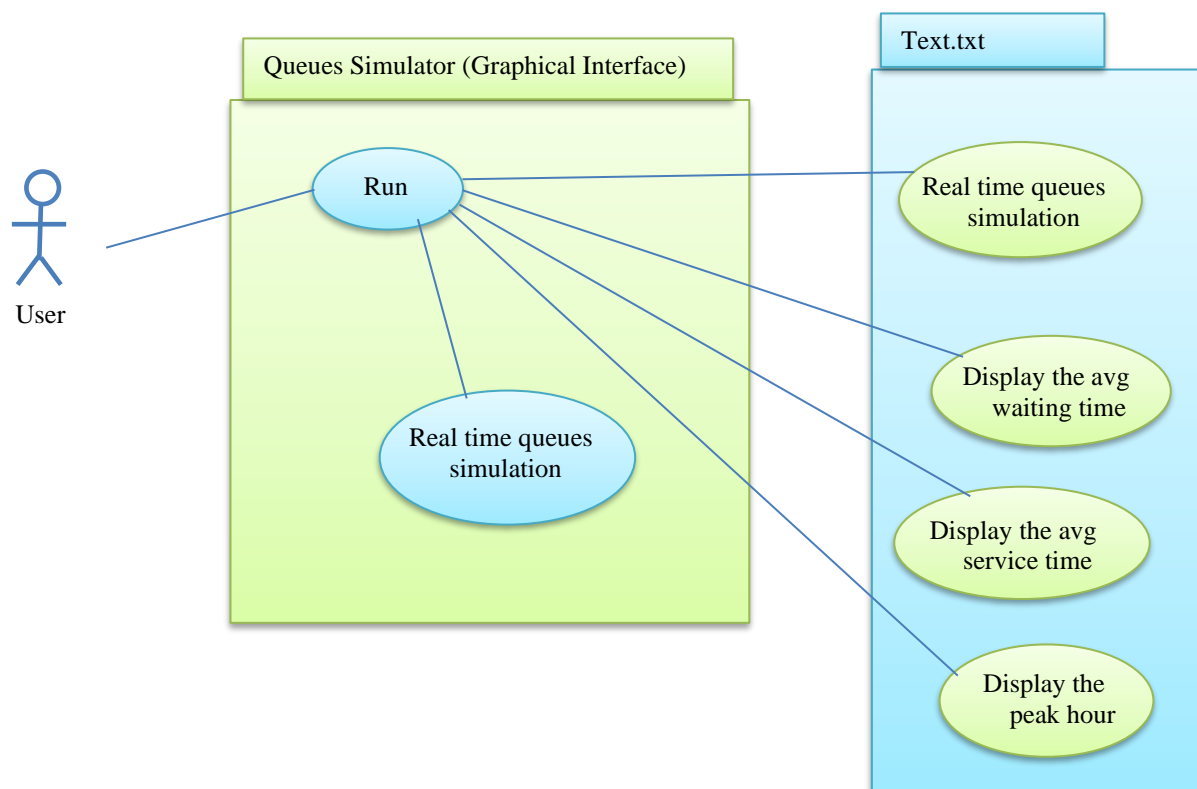 Queues Simulator (Graphical Interface)
Text.txt
Run
Real time queues
simulation
User
Real time queues
simulation
Display the avg
waiting time
Display the avg
service time
Display the
peak hour